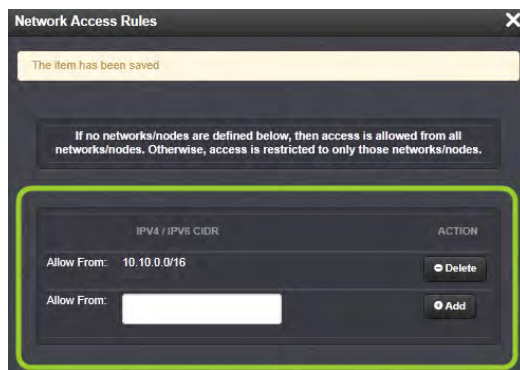 Network Access Rules
The item has been saved
If no networks/nodes are defined below, then access is allowed from all
networks/nodes. Otherwise, access is restricted to only those networks/nodes.
IPV4 / IPV6 CIDR ACTION
Allow From: 10.10.0.0/16 Delete
Allow From: Add